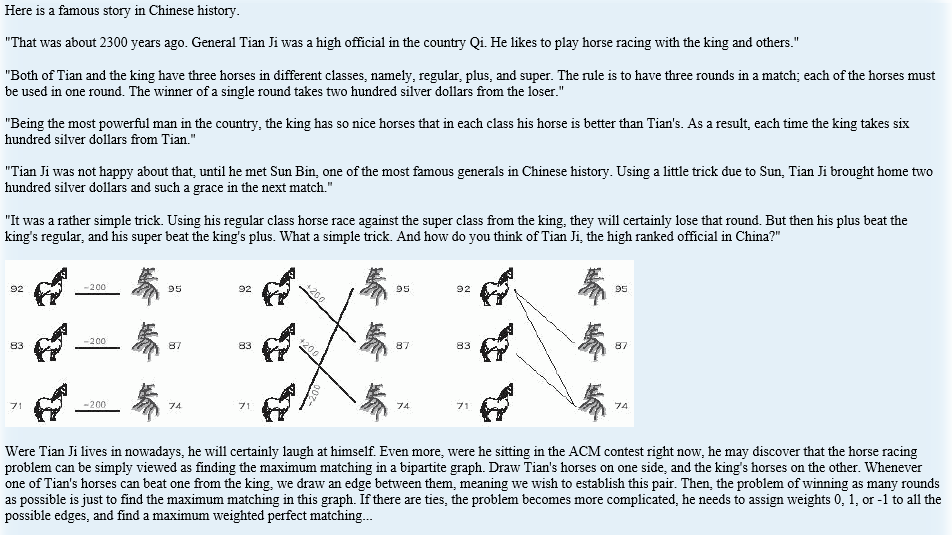 Here is a famous story in Chinese history.
"That was about 2300 years ago. General Tian Ji was a high official in the country Qi. He likes to play horse racing with the king and others."
"Both of Tian and the king have three horses in different classes, namely, regular, plus, and super. The rule is to have three rounds in a match; each of the horses must
be used in one round. The winner of a single round takes two hundred silver dollars from the loser."
"Being the most powerful man in the country, the king has so nice horses that in each class his horse is better than Tian's. As a result, each time the king takes six
hundred silver dollars from Tian."
"Tian Ji was not happy about that, until he met Sun Bin, one of the most famous generals in Chinese history. Using a little trick due to Sun, Tian Ji brought home two
hundred silver dollars and such a grace in the next match."
"It was a rather simple trick. Using his regular class horse race against the super class from the king, they will certainly lose that round. But then his plus beat the
king's regular, and his super beat the king's plus. What a simple trick. And how do you think of Tian Ji, the high ranked official in China?"
92 -200 95 92 +200 95 92 95
83 -200 87 83 +200 87 83 87
71 -200 74 71 -200 74 71 74
Were Tian Ji lives in nowadays, he will certainly laugh at himself. Even more, were he sitting in the ACM contest right now, he may discover that the horse racing
problem can be simply viewed as finding the maximum matching in a bipartite graph. Draw Tian's horses on one side, and the king's horses on the other. Whenever
one of Tian's horses can beat one from the king, we draw an edge between them, meaning we wish to establish this pair. Then, the problem of winning as many rounds
as possible is just to find the maximum matching in this graph. If there are ties, the problem becomes more complicated, he needs to assign weights 0, 1, or -1 to all the
possible edges, and find a maximum weighted perfect matching...